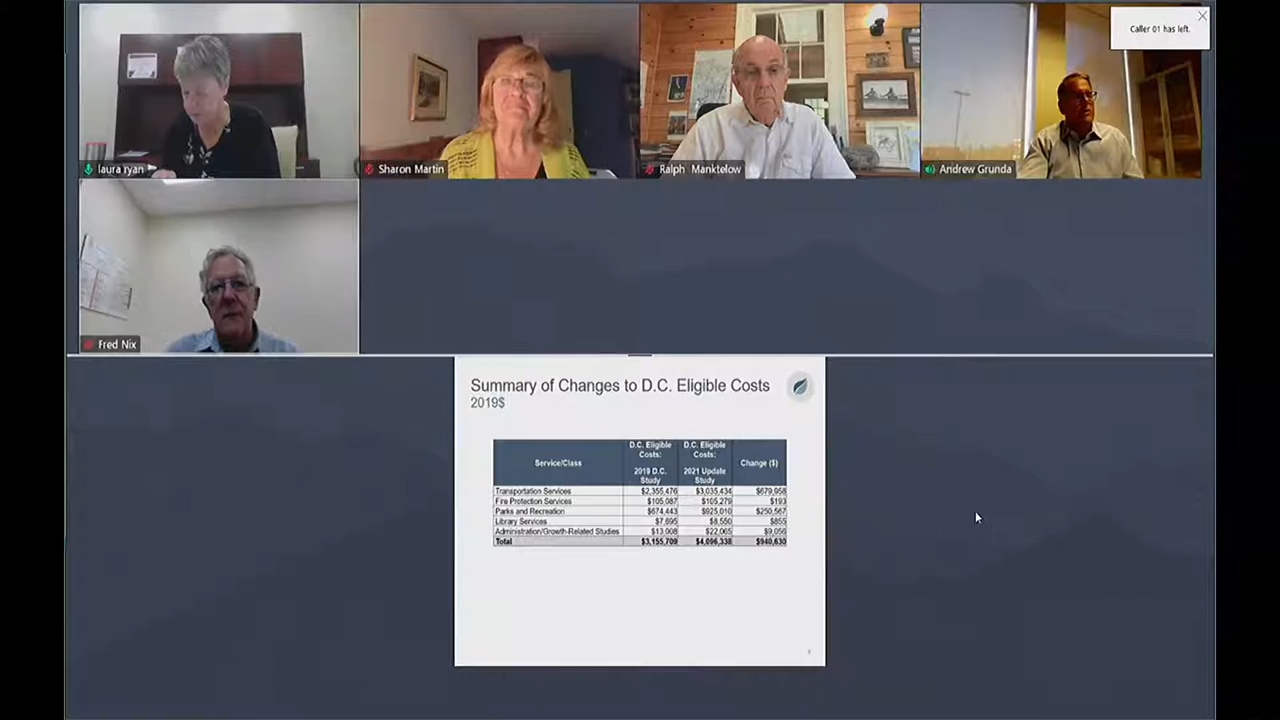 Caller 01 has left.
laura ryan
Sharon Martin
Ralph Manktelow
Andrew Grunda
Fred Nix
Summary of Changes to D.C. Eligible Costs
2019$
Service/Class
D.C. Eligible Costs: 2019 D.C. Study
D.C. Eligible Costs: 2021 Update Study
Change ($)
Transportation Services $2,355,476 $3,035,434 $679,958
Fire Protection Services $105,087 $105,279 $193
Parks and Recreation $674,443 $925,010 $250,567
Library Services $7,695 $8,550 $855
Administration/Growth-Related Studies $13,008 $22,065 $9,056
Total $3,155,709 $4,096,338 $940,630